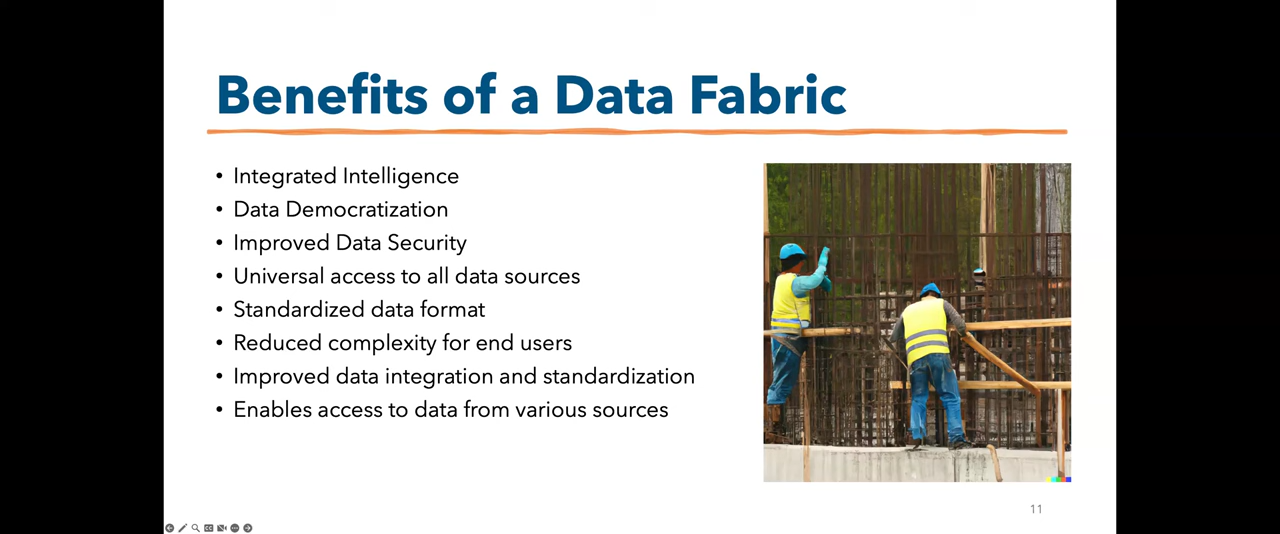 Benefits of a Data Fabric
• Integrated Intelligence
• Data Democratization
• Improved Data Security
• Universal access to all data sources
• Standardized data format
• Reduced complexity for end users
• Improved data integration and standardization
• Enables access to data from various sources
11